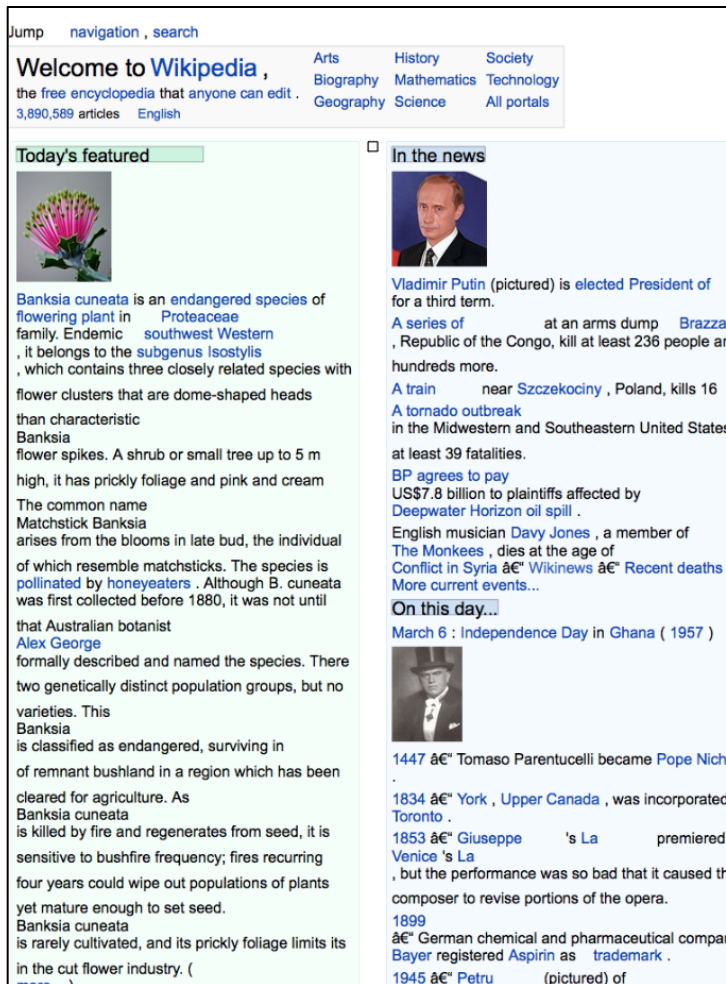 Jump navigation , search
Welcome to Wikipedia ,
the free encyclopedia that anyone can edit .
3,890,589 articles English
Arts History Society
Biography Mathematics Technology
Geography Science All portals
Today's featured
Banksia cuneata is an endangered species of
flowering plant in Proteaceae
family. Endemic southwest Western
, it belongs to the subgenus Isostylis
, which contains three closely related species with
flower clusters that are dome-shaped heads
than characteristic
Banksia
flower spikes. A shrub or small tree up to 5 m
high, it has prickly foliage and pink and cream
The common name
Matchstick Banksia
arises from the blooms in late bud, the individual
of which resemble matchsticks. The species is
pollinated by honeyeaters . Although B. cuneata
was first collected before 1880, it was not until
that Australian botanist
Alex George
formally described and named the species. There
two genetically distinct population groups, but no
varieties. This
Banksia
is classified as endangered, surviving in
of remnant bushland in a region which has been
cleared for agriculture. As
Banksia cuneata
is killed by fire and regenerates from seed, it is
sensitive to bushfire frequency; fires recurring
four years could wipe out populations of plants
yet mature enough to set seed.
Banksia cuneata
is rarely cultivated, and its prickly foliage limits its
in the cut flower industry. (
In the news
Vladimir Putin (pictured) is elected President of
for a third term.
A series of at an arms dump Brazza
, Republic of the Congo, kill at least 236 people an
hundreds more.
A train near Szczekociny , Poland, kills 16
A tornado outbreak
in the Midwestern and Southeastern United States
at least 39 fatalities.
BP agrees to pay
US$7.8 billion to plaintiffs affected by
Deepwater Horizon oil spill .
English musician Davy Jones , a member of
The Monkees , dies at the age of
Conflict in Syria â€“ Wikinews â€“ Recent deaths
More current events...
On this day...
March 6 : Independence Day in Ghana ( 1957 )
1447 â€“ Tomaso Parentucelli became Pope Nich
.
1834 â€“ York , Upper Canada , was incorporated
Toronto .
1853 â€“ Giuseppe 's La premiered
Venice 's La
, but the performance was so bad that it caused th
composer to revise portions of the opera.
1899
â€“ German chemical and pharmaceutical compan
Bayer registered Aspirin as trademark .
1945 â€“ Petru (pictured) of